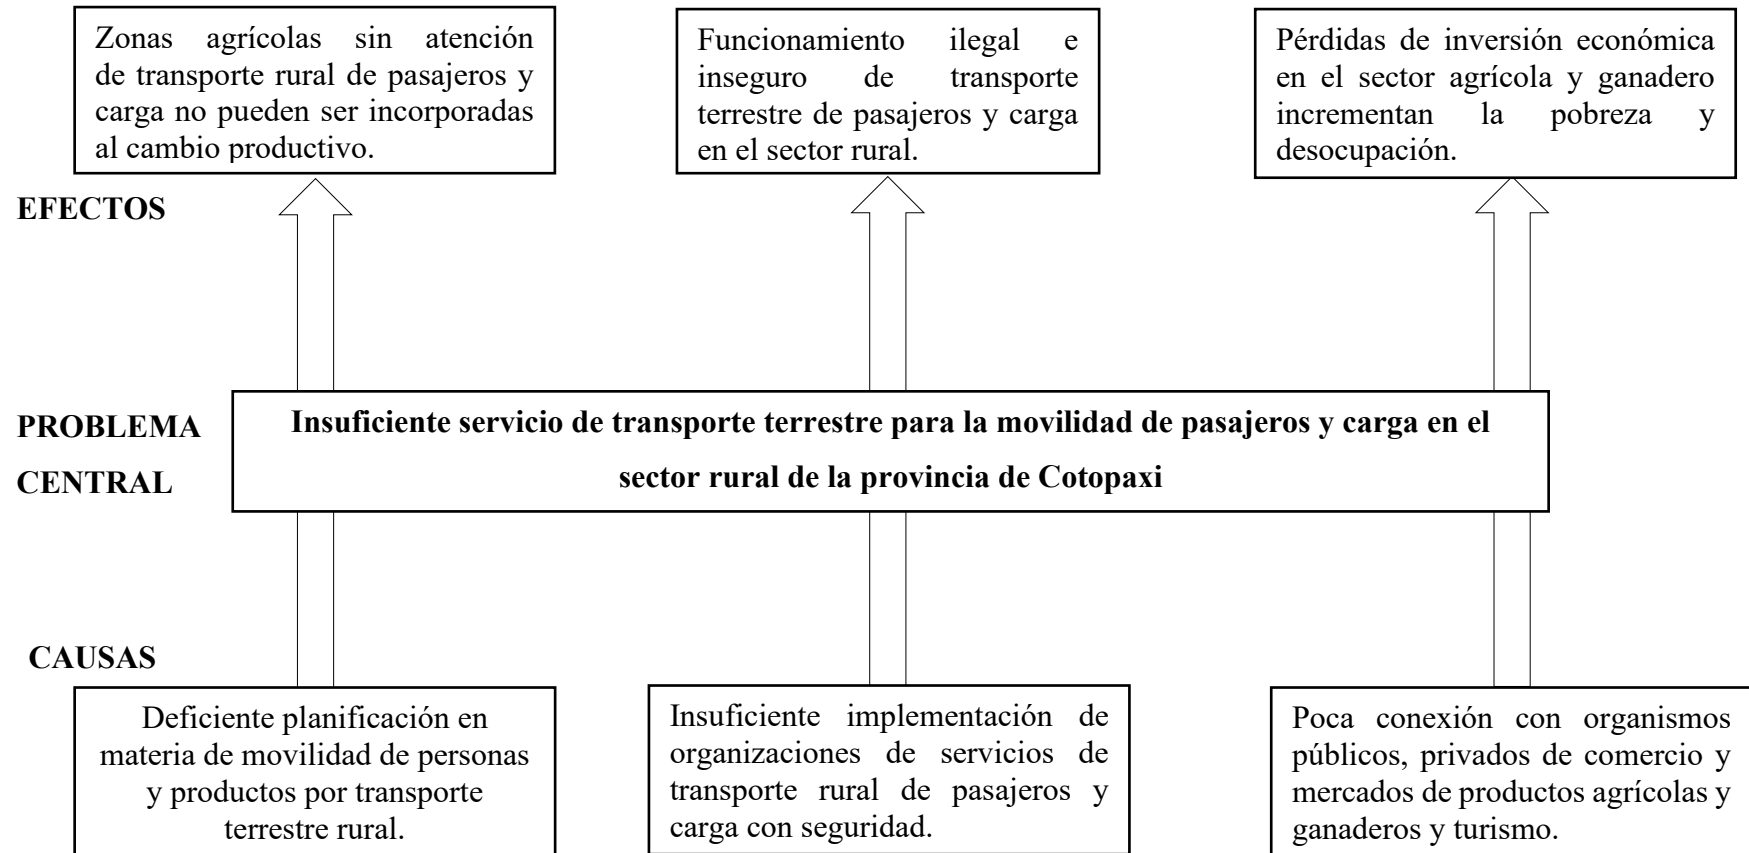 Zonas agrícolas sin atención
de transporte rural de pasajeros y
carga no pueden ser incorporadas
al cambio productivo.
Funcionamiento ilegal e
inseguro de transporte
terrestre de pasajeros y carga
en el sector rural.
Pérdidas de inversión económica
en el sector agrícola y ganadero
incrementan la pobreza y
desocupación.
EFECTOS
PROBLEMA
CENTRAL
Insuficiente servicio de transporte terrestre para la movilidad de pasajeros y carga en el
sector rural de la provincia de Cotopaxi
CAUSAS
Deficiente planificación en
materia de movilidad de personas
y productos por transporte
terrestre rural.
Insuficiente implementación de
organizaciones de servicios de
transporte rural de pasajeros y
carga con seguridad.
Poca conexión con organismos
públicos, privados de comercio y
mercados de productos agrícolas y
ganaderos y turismo.